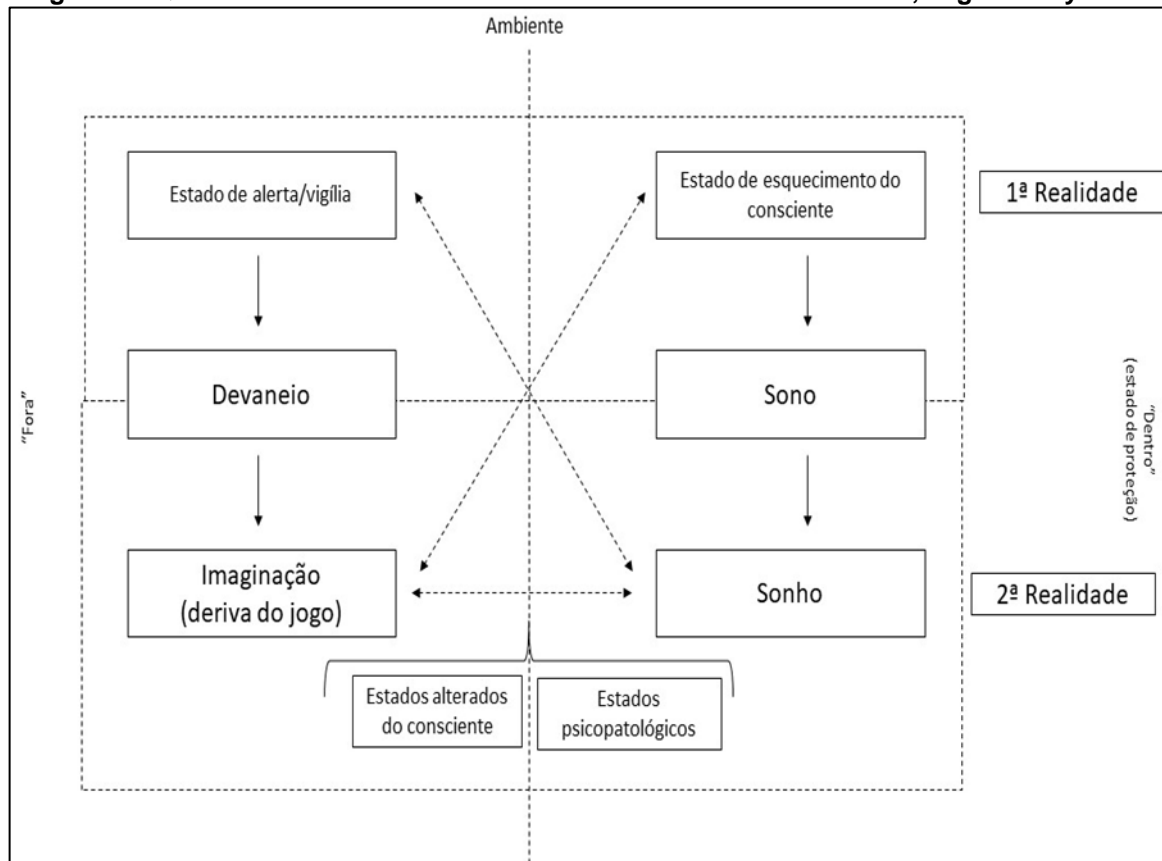 Ambiente
Estado de alerta/vigília
Estado de esquecimento do
consciente
1ª Realidade
Devaneio
Sono
"Fora"
"Dentro"
(estado de proteção)
Imaginação
(deriva do jogo)
Sonho
2ª Realidade
Estados alterados
do consciente
Estados
psicopatológicos